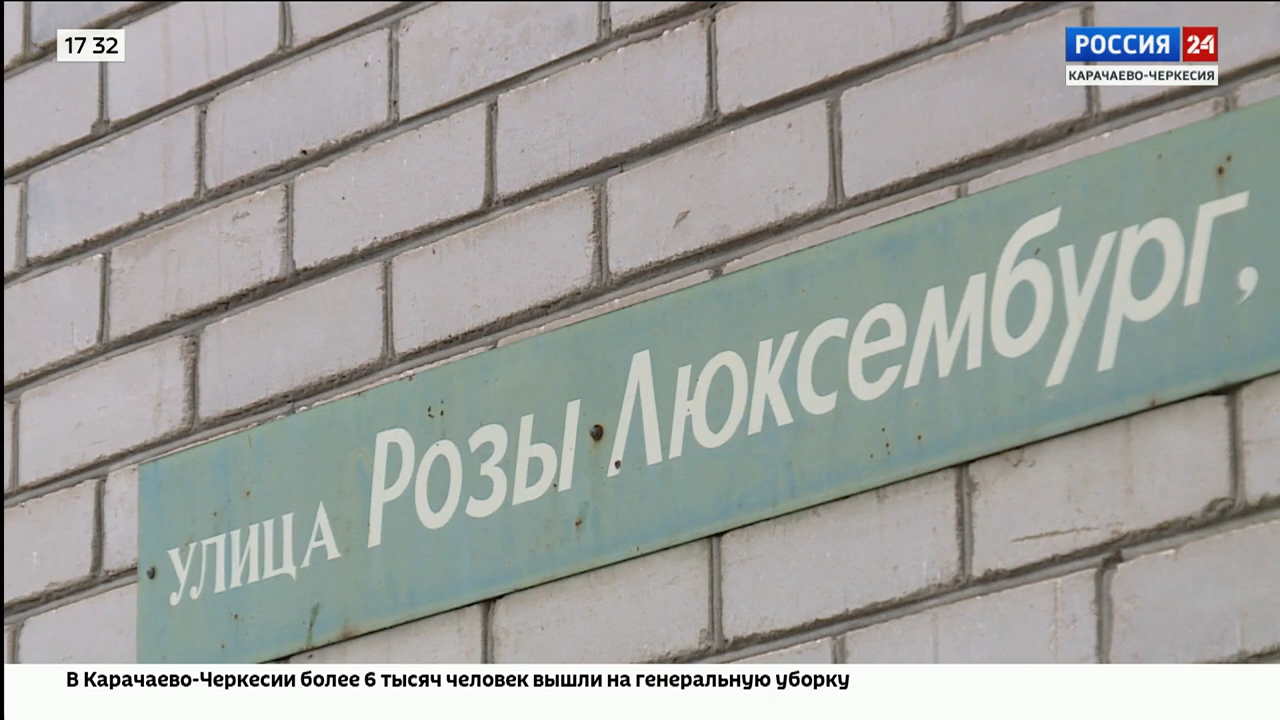 17 32
РОССИЯ 24
КАРАЧАЕВО-ЧЕРКЕСИЯ
УЛИЦА Розы Люксембург,
В Карачаево-Черкесии более 6 тысяч человек вышли на генеральную уборку